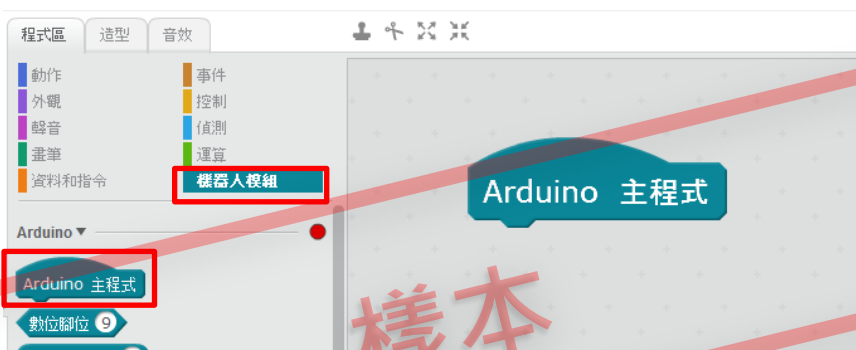 程式區 造型 音效
動作 事件
外觀 控制
聲音 偵測
畫筆 運算
資料和指令 機器人模組
Arduino▼
Arduino 主程式
數位腳位 9
Arduino 主程式
樣本